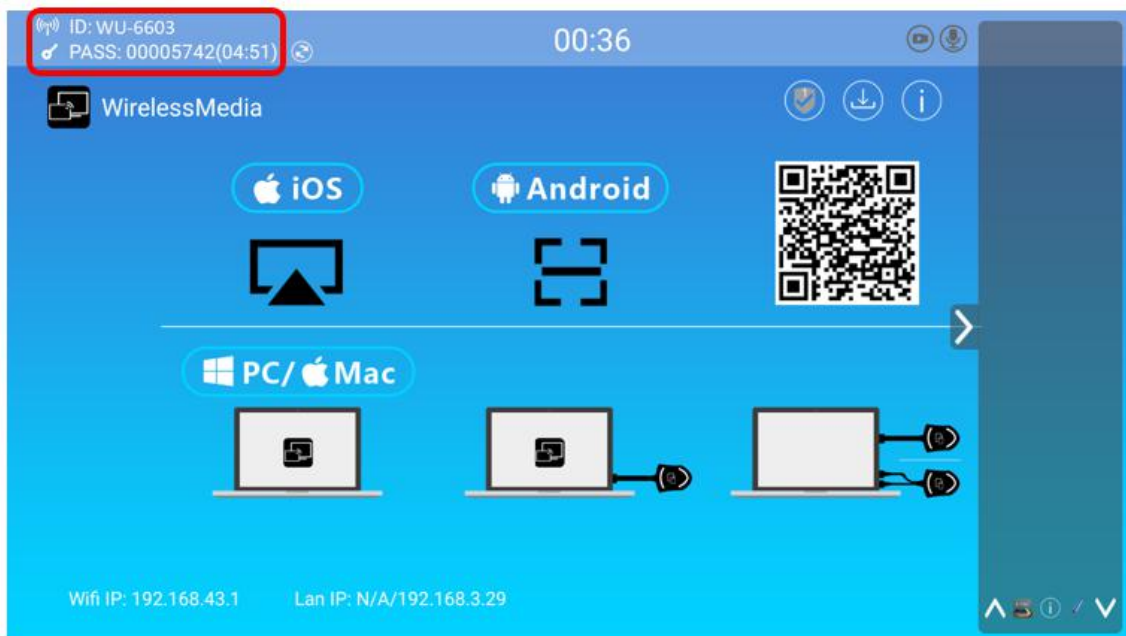 ID: WU-6603
PASS: 00005742(04:51)
00:36
WirelessMedia
iOS
Android
PC/ Mac
Wifi IP: 192.168.43.1
Lan IP: N/A/192.168.3.29